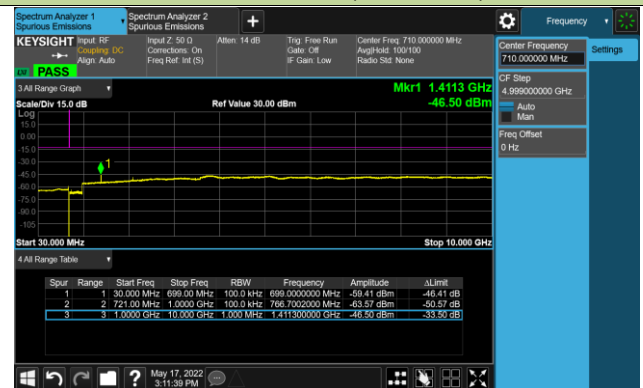 Spectrum Analyzer 1
Spurious Emissions
Spectrum Analyzer 2
Spurious Emissions
Frequency
KEYSIGHT
Input: RF
Coupling: DC
Align: Auto
Input Z: 50 Ω
Corrections: On
Freq Ref: Int (S)
Atten: 14 dB
Trig: Free Run
Gate: Off
IF Gain: Low
Center Freq: 710.000000 MHz
Avg|Hold: 100/100
Radio Std: None
PASS
Center Frequency
710.000000 MHz
Settings
CF Step
4.999000000 GHz
Auto
Man
Freq Offset
0 Hz
3 All Range Graph
Mkr1 1.4113 GHz
-46.50 dBm
Scale/Div 15.0 dB
Ref Value 30.00 dBm
Log
15.0
0.00
-15.0
-30.0
-45.0
-60.0
-75.0
-90.0
-105
1
Start 30.000 MHz
Stop 10.000 GHz
4 All Range Table
Spur Range Start Freq Stop Freq RBW Frequency Amplitude ΔLimit
1 1 30.000 MHz 699.00 MHz 100.0 kHz 699.0000000 MHz -59.41 dBm -46.41 dB
2 2 721.00 MHz 1.0000 GHz 100.0 kHz 766.7002000 MHz -63.57 dBm -50.57 dB
3 3 1.0000 GHz 10.000 GHz 1.000 MHz 1.411300000 GHz -46.50 dBm -33.50 dB
May 17, 2022
3:11:39 PM